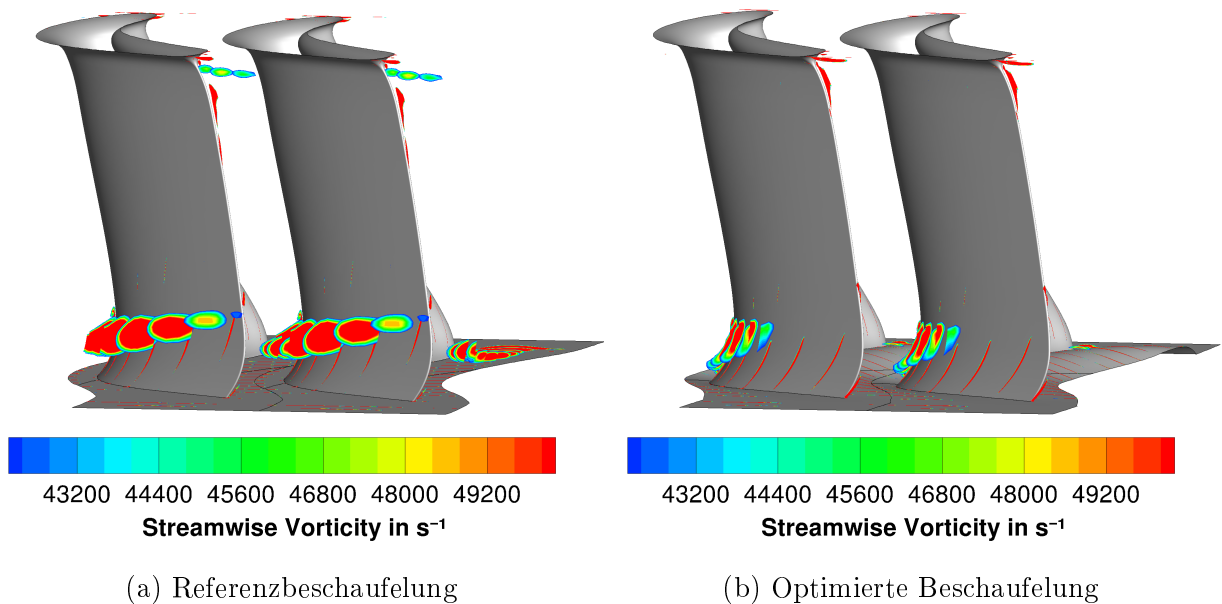 43200 44400 45600 46800 48000 49200
Streamwise Vorticity in s⁻¹
(a) Referenzbeschaufelung
43200 44400 45600 46800 48000 49200
Streamwise Vorticity in s⁻¹
(b) Optimierte Beschaufelung